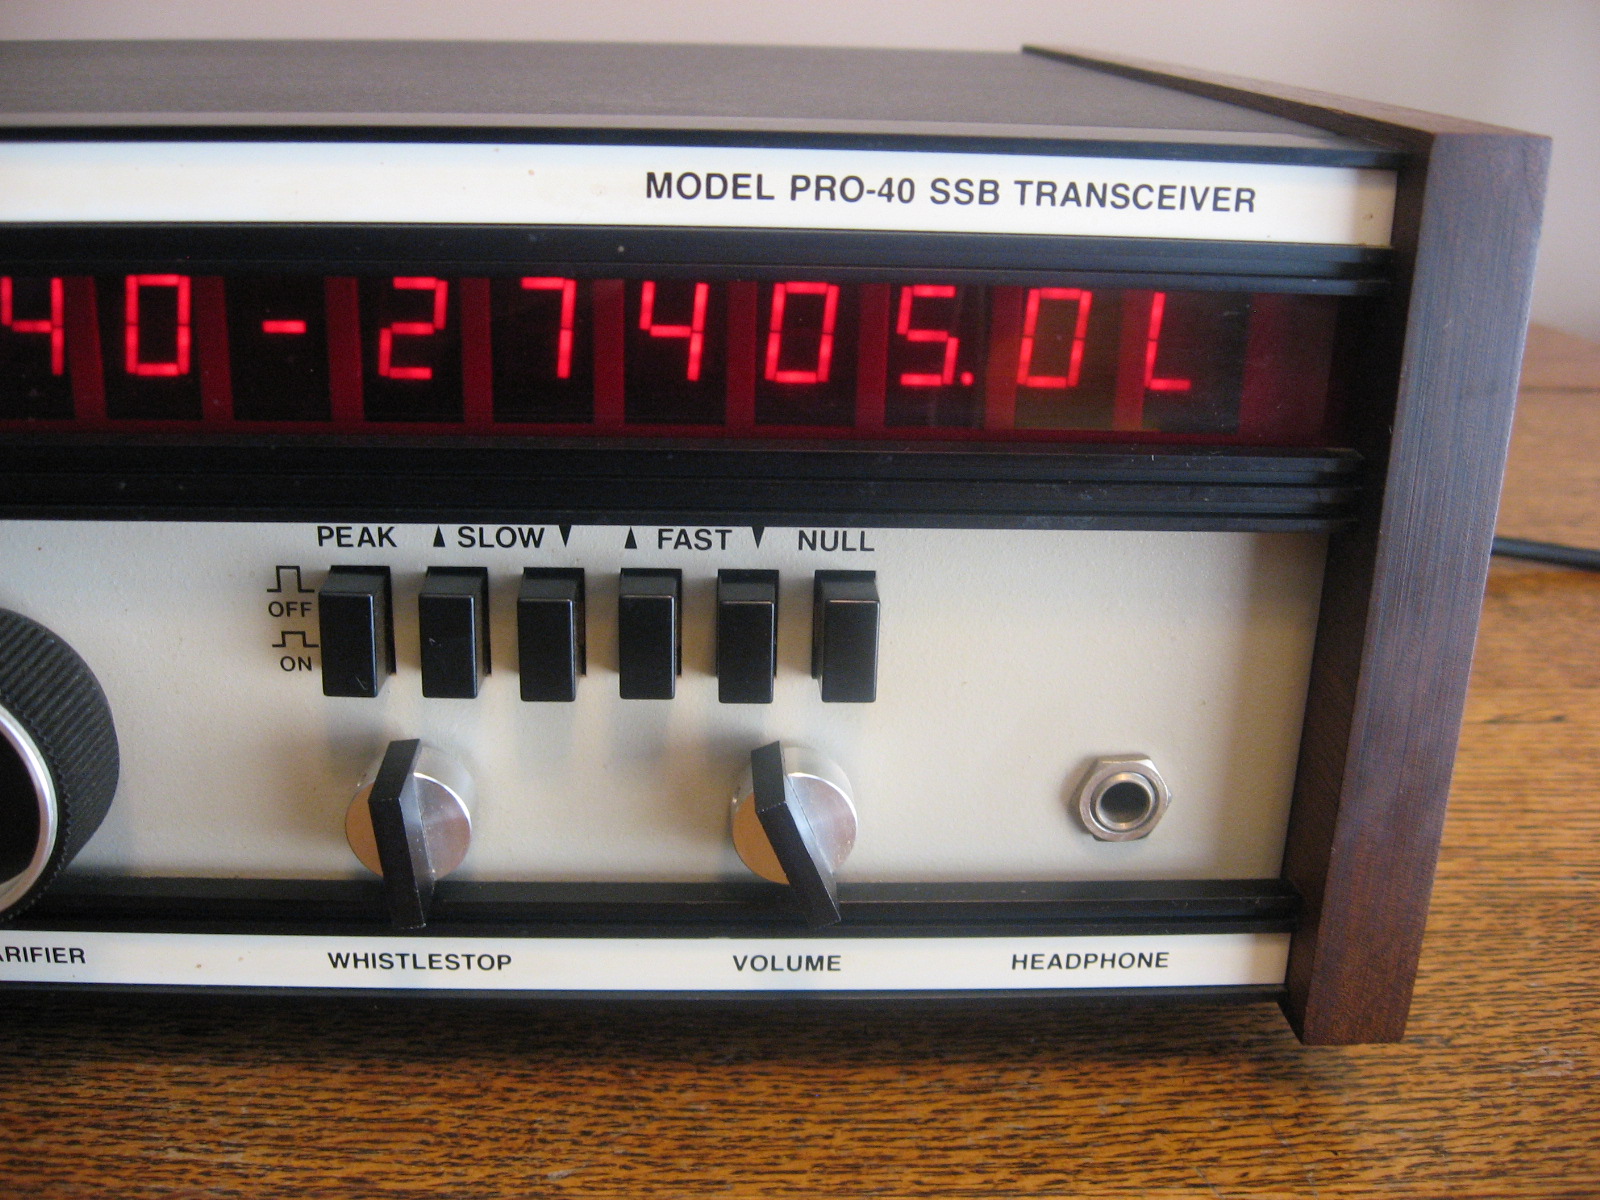 MODEL PRO-40 SSB TRANSCEIVER
40-27405.0L
PEAK ▲ SLOW ▼ ▲ FAST ▼ NULL
OFF
ON
WHISTLESTOP VOLUME HEADPHONE